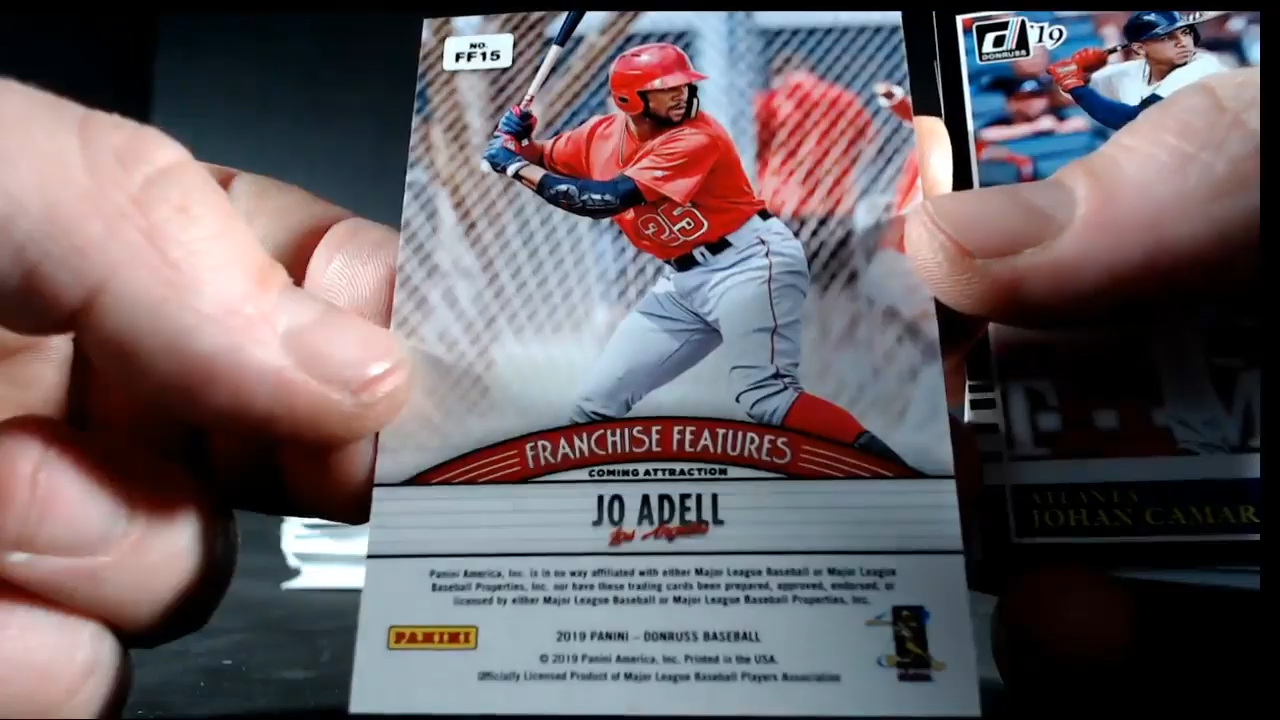 NO.
FF15
35
FRANCHISE FEATURES
COMING ATTRACTION
JO ADELL
Los Angeles
Panini America, Inc. is in no way affiliated with either Major League Baseball or Major League
Baseball Properties, Inc. nor have these trading cards been prepared, approved, endorsed, or
licensed by either Major League Baseball or Major League Baseball Properties, Inc.
PANINI
2019 PANINI – DONRUSS BASEBALL
© 2019 Panini America, Inc. Printed in the USA.
Officially Licensed Product of Major League Baseball Players Association
d '19
DONRUSS
ATLANTA
JOHAN CAMAR